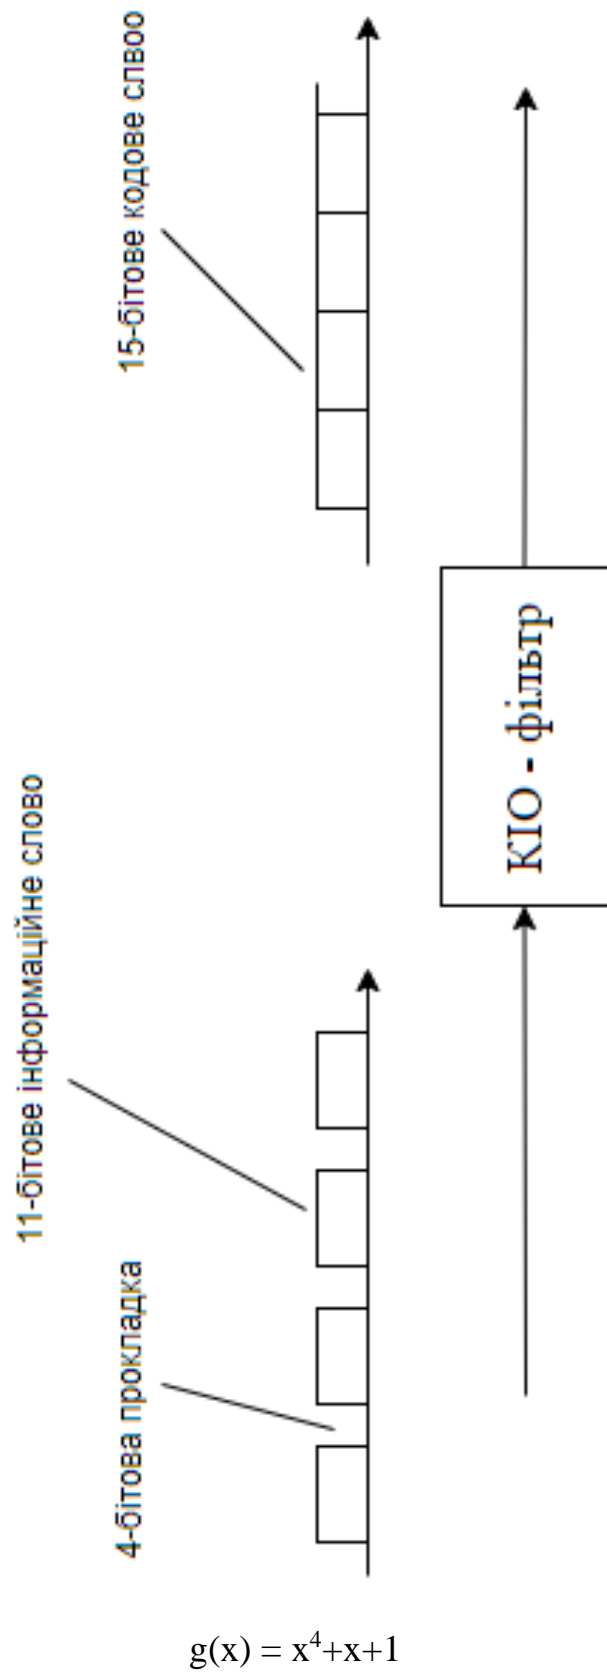 4-бітова прокладка
11-бітове інформаційне слово
15-бітове кодове слвоо
КІО - фільтр
g(x) = x⁴+x+1